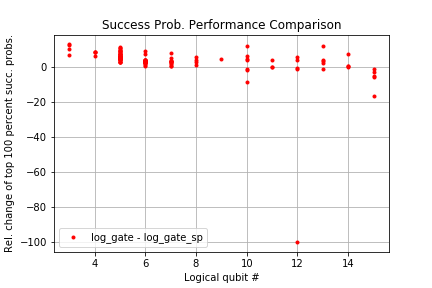 Success Prob. Performance Comparison
Rel. change of top 100 percent succ. probs.
0
−20
−40
−60
−80
−100
log_gate - log_gate_sp
4 6 8 10 12 14
Logical qubit #